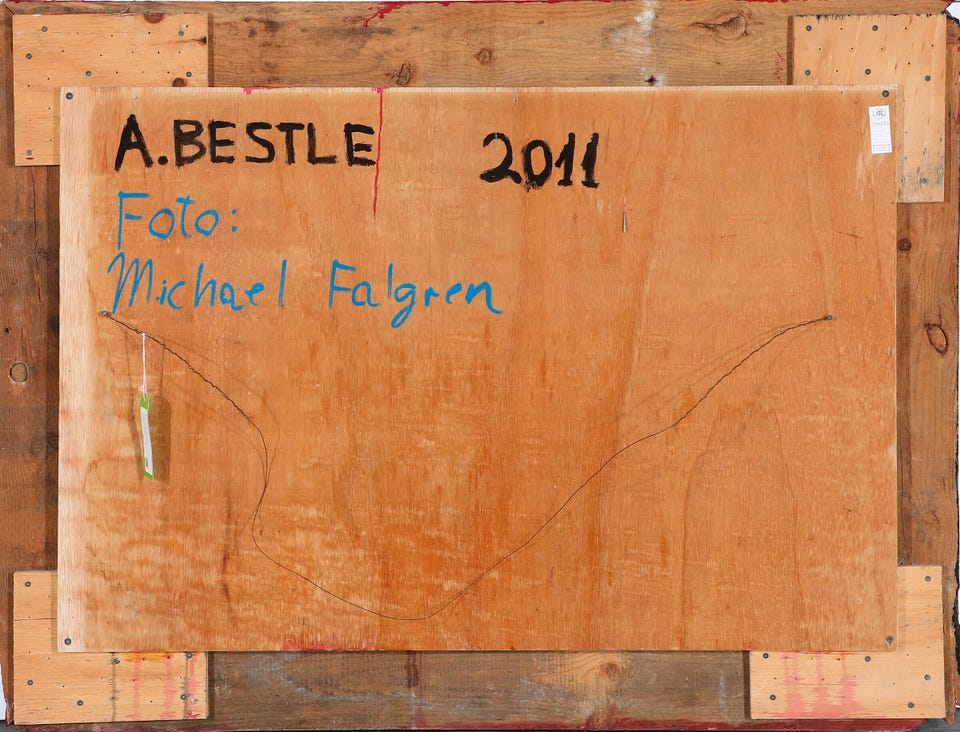 A.BESTLE 2011
Foto:
Michael Falgren